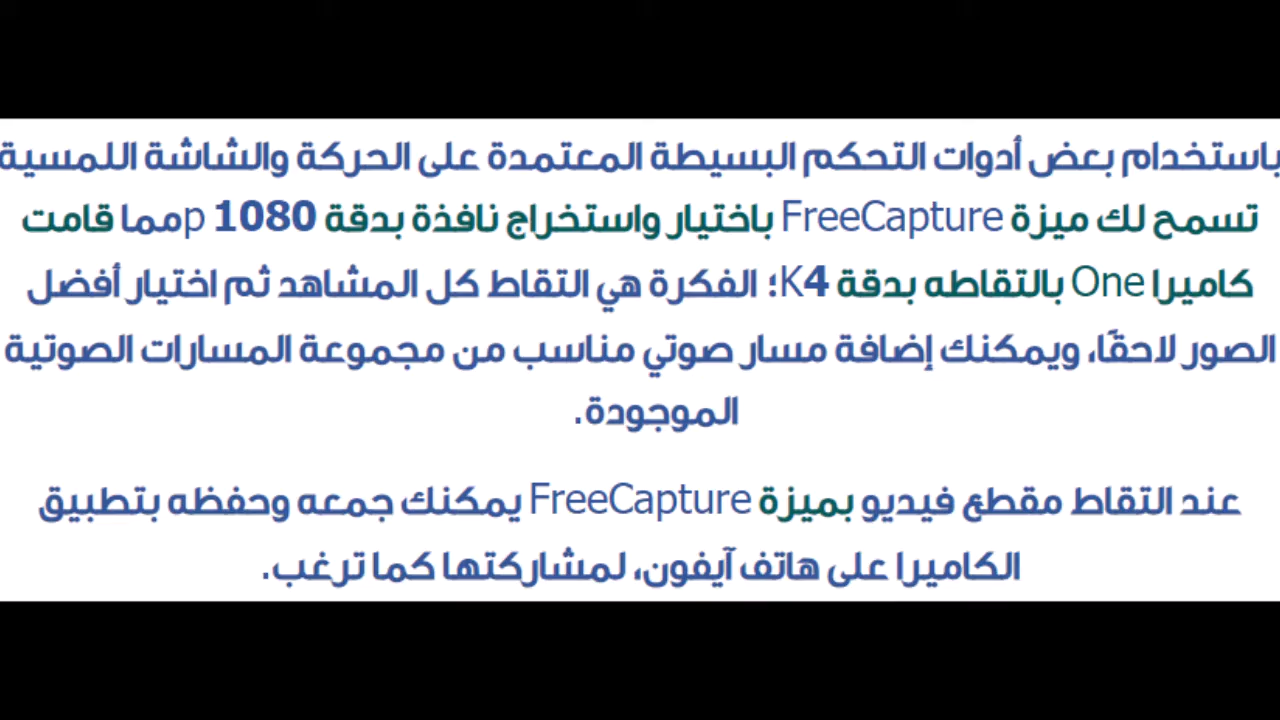 باستخدام بعض أدوات التحكم البسيطة المعتمدة على الحركة والشاشة اللمسية
تسمح لك ميزة FreeCapture باختيار واستخراج نافذة بدقة 1080 pمما قامت
كاميرا One بالتقاطه بدقة 4K؛ الفكرة هي التقاط كل المشاهد ثم اختيار أفضل
الصور لاحقًا، ويمكنك إضافة مسار صوتي مناسب من مجموعة المسارات الصوتية
الموجودة.
عند التقاط مقطع فيديو بميزة FreeCapture يمكنك جمعه وحفظه بتطبيق
الكاميرا على هاتف آيفون، لمشاركتها كما ترغب.